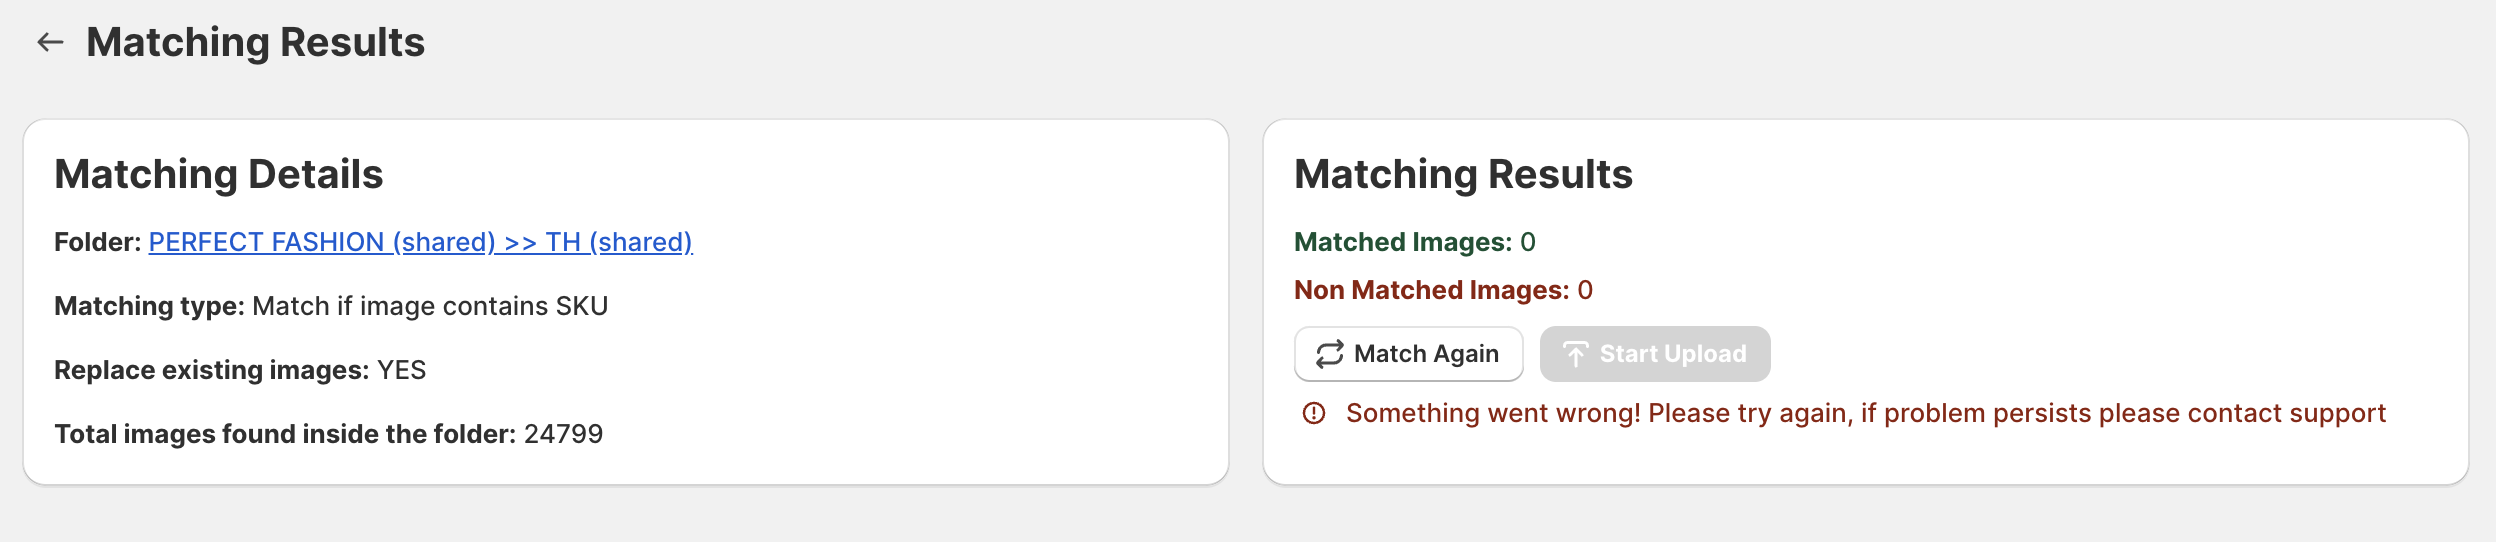 Matching Results
Matching Details
Folder: PERFECT FASHION (shared) >> TH (shared)
Matching type: Match if image contains SKU
Replace existing images: YES
Total images found inside the folder: 24799
Matching Results
Matched Images: 0
Non Matched Images: 0
Match Again
Start Upload
Something went wrong! Please try again, if problem persists please contact support